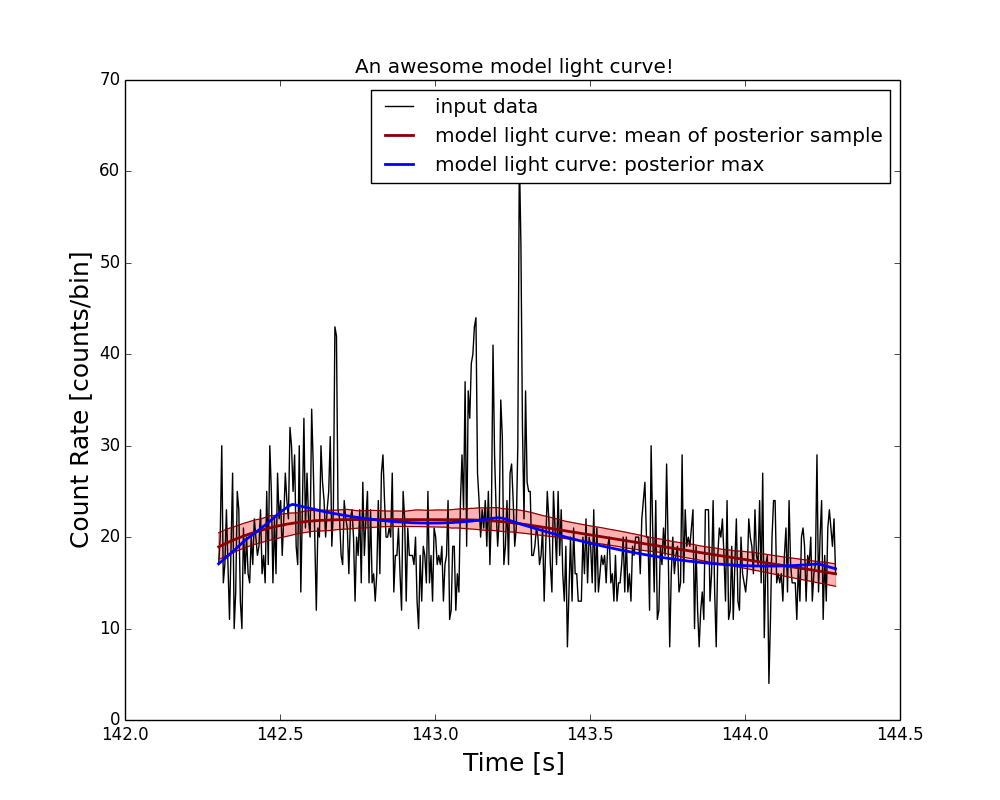 An awesome model light curve!
70
60
50
40
30
20
10
0
input data
model light curve: mean of posterior sample
model light curve: posterior max
Count Rate [counts/bin]
142.0 142.5 143.0 143.5 144.0 144.5
Time [s]